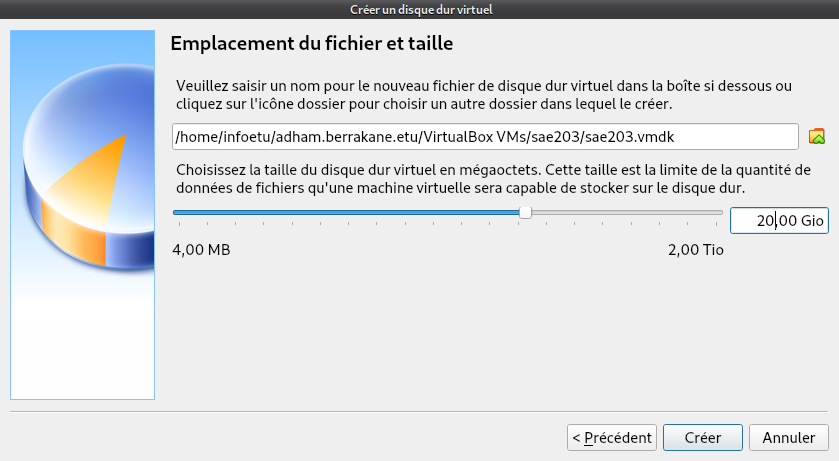 Créer un disque dur virtuel
Emplacement du fichier et taille
Veuillez saisir un nom pour le nouveau fichier de disque dur virtuel dans la boîte si dessous ou
cliquez sur l'icône dossier pour choisir un autre dossier dans lequel le créer.
/home/infoetu/adham.berrakane.etu/VirtualBox VMs/sae203/sae203.vmdk
Choisissez la taille du disque dur virtuel en mégaoctets. Cette taille est la limite de la quantité de
données de fichiers qu'une machine virtuelle sera capable de stocker sur le disque dur.
20,00 Gio
4,00 MB 2,00 Tio
< Précédent Créer Annuler